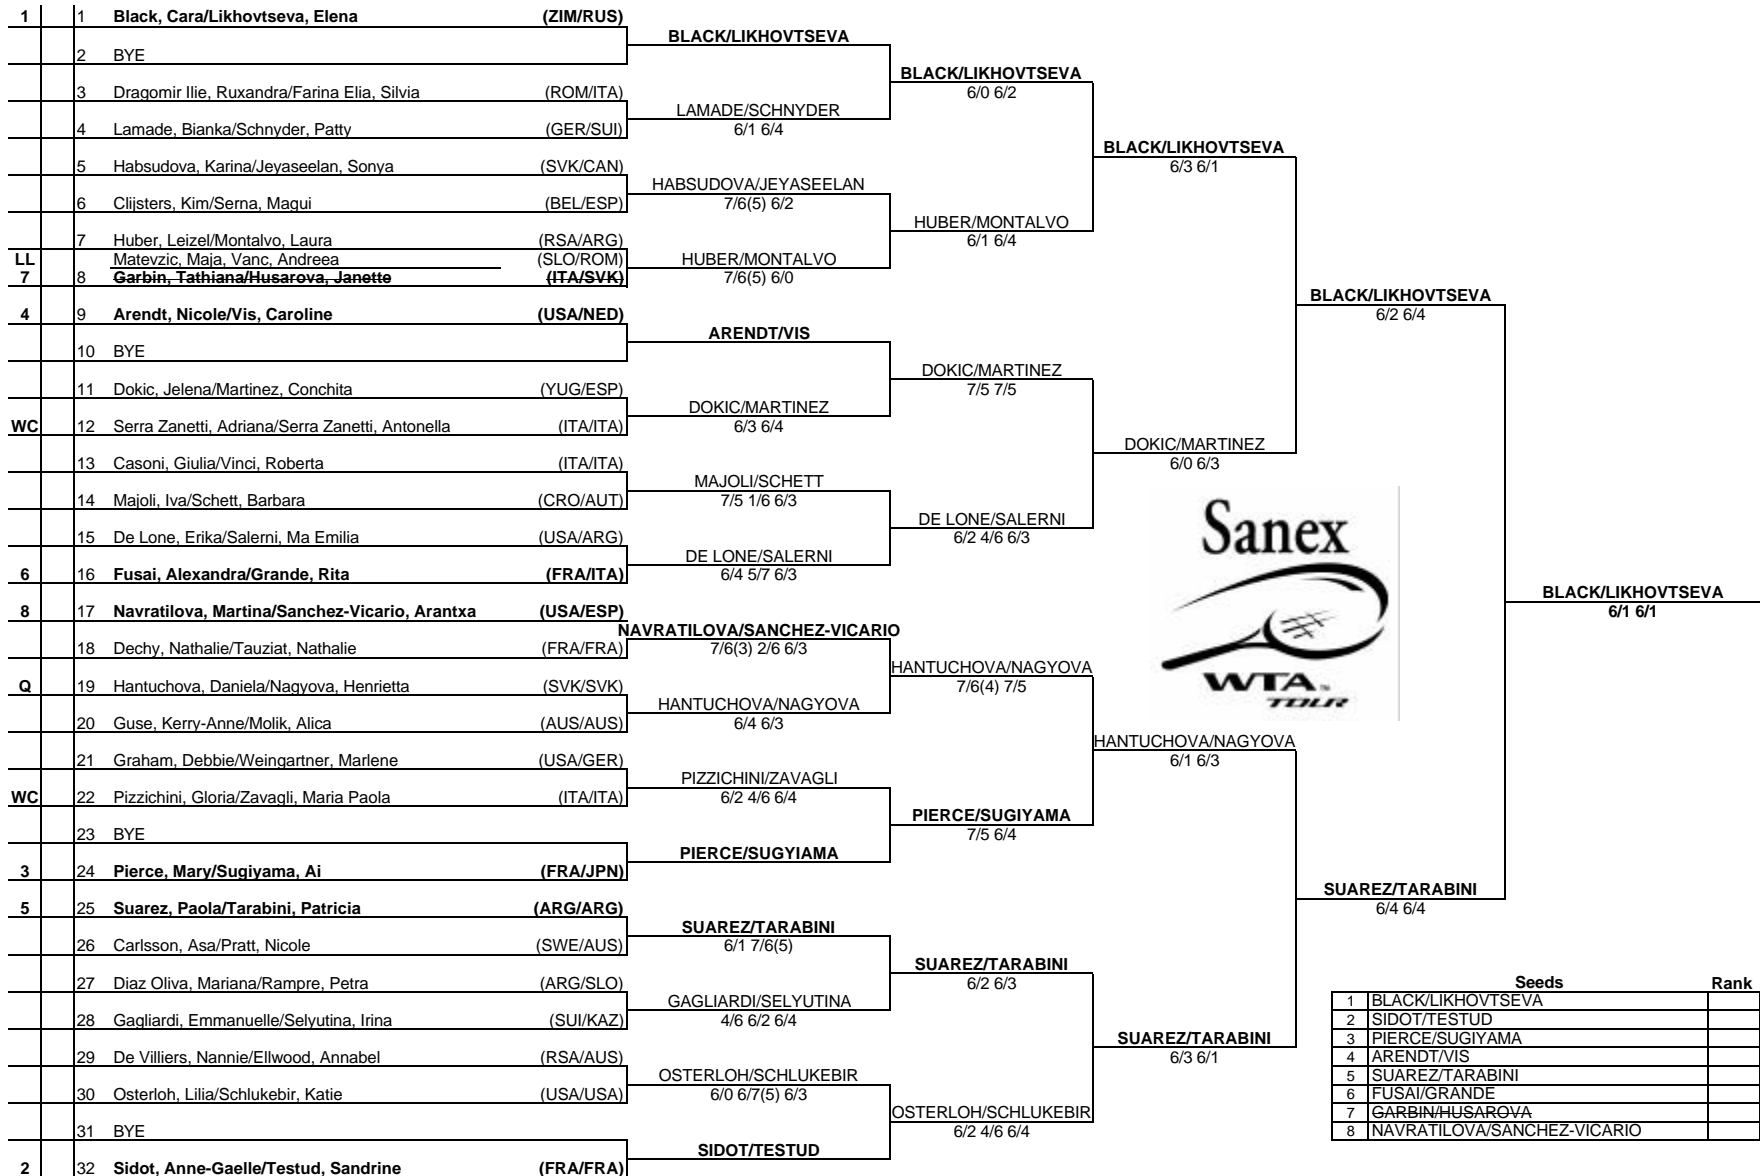 1 1 Black, Cara/Likhovtseva, Elena (ZIM/RUS)
BLACK/LIKHOVTSEVA
2 BYE
BLACK/LIKHOVTSEVA
6/0 6/2
3 Dragomir Ilie, Ruxandra/Farina Elia, Silvia (ROM/ITA)
LAMADE/SCHNYDER
6/1 6/4
4 Lamade, Bianka/Schnyder, Patty (GER/SUI)
BLACK/LIKHOVTSEVA
6/3 6/1
5 Habsudova, Karina/Jeyaseelan, Sonya (SVK/CAN)
HABSUDOVA/JEYASEELAN
7/6(5) 6/2
6 Clijsters, Kim/Serna, Magui (BEL/ESP)
HUBER/MONTALVO
6/1 6/4
7 Huber, Leizel/Montalvo, Laura (RSA/ARG)
LL Matevzic, Maja, Vanc, Andreea (SLO/ROM)
HUBER/MONTALVO
7/6(5) 6/0
7 8 Garbin, Tathiana/Husarova, Janette (ITA/SVK)
BLACK/LIKHOVTSEVA
6/2 6/4
4 9 Arendt, Nicole/Vis, Caroline (USA/NED)
ARENDT/VIS
10 BYE
DOKIC/MARTINEZ
7/5 7/5
11 Dokic, Jelena/Martinez, Conchita (YUG/ESP)
DOKIC/MARTINEZ
6/3 6/4
WC 12 Serra Zanetti, Adriana/Serra Zanetti, Antonella (ITA/ITA)
DOKIC/MARTINEZ
6/0 6/3
13 Casoni, Giulia/Vinci, Roberta (ITA/ITA)
MAJOLI/SCHETT
7/5 1/6 6/3
14 Majoli, Iva/Schett, Barbara (CRO/AUT)
DE LONE/SALERNI
6/2 4/6 6/3
15 De Lone, Erika/Salerni, Ma Emilia (USA/ARG)
DE LONE/SALERNI
6/4 5/7 6/3
6 16 Fusai, Alexandra/Grande, Rita (FRA/ITA)
Sanex
WTA TM
TOUR
BLACK/LIKHOVTSEVA
6/1 6/1
8 17 Navratilova, Martina/Sanchez-Vicario, Arantxa (USA/ESP)
NAVRATILOVA/SANCHEZ-VICARIO
7/6(3) 2/6 6/3
18 Dechy, Nathalie/Tauziat, Nathalie (FRA/FRA)
HANTUCHOVA/NAGYOVA
7/6(4) 7/5
Q 19 Hantuchova, Daniela/Nagyova, Henrietta (SVK/SVK)
HANTUCHOVA/NAGYOVA
6/4 6/3
20 Guse, Kerry-Anne/Molik, Alica (AUS/AUS)
HANTUCHOVA/NAGYOVA
6/1 6/3
21 Graham, Debbie/Weingartner, Marlene (USA/GER)
PIZZICHINI/ZAVAGLI
6/2 4/6 6/4
WC 22 Pizzichini, Gloria/Zavagli, Maria Paola (ITA/ITA)
PIERCE/SUGIYAMA
7/5 6/4
23 BYE
PIERCE/SUGYIAMA
3 24 Pierce, Mary/Sugiyama, Ai (FRA/JPN)
SUAREZ/TARABINI
6/4 6/4
5 25 Suarez, Paola/Tarabini, Patricia (ARG/ARG)
SUAREZ/TARABINI
6/1 7/6(5)
26 Carlsson, Asa/Pratt, Nicole (SWE/AUS)
SUAREZ/TARABINI
6/2 6/3
27 Diaz Oliva, Mariana/Rampre, Petra (ARG/SLO)
GAGLIARDI/SELYUTINA
4/6 6/2 6/4
28 Gagliardi, Emmanuelle/Selyutina, Irina (SUI/KAZ)
SUAREZ/TARABINI
6/3 6/1
29 De Villiers, Nannie/Ellwood, Annabel (RSA/AUS)
OSTERLOH/SCHLUKEBIR
6/0 6/7(5) 6/3
30 Osterloh, Lilia/Schlukebir, Katie (USA/USA)
OSTERLOH/SCHLUKEBIR
6/2 4/6 6/4
31 BYE
SIDOT/TESTUD
2 32 Sidot, Anne-Gaelle/Testud, Sandrine (FRA/FRA)
Seeds Rank
1 BLACK/LIKHOVTSEVA
2 SIDOT/TESTUD
3 PIERCE/SUGIYAMA
4 ARENDT/VIS
5 SUAREZ/TARABINI
6 FUSAI/GRANDE
7 GARBIN/HUSAROVA
8 NAVRATILOVA/SANCHEZ-VICARIO